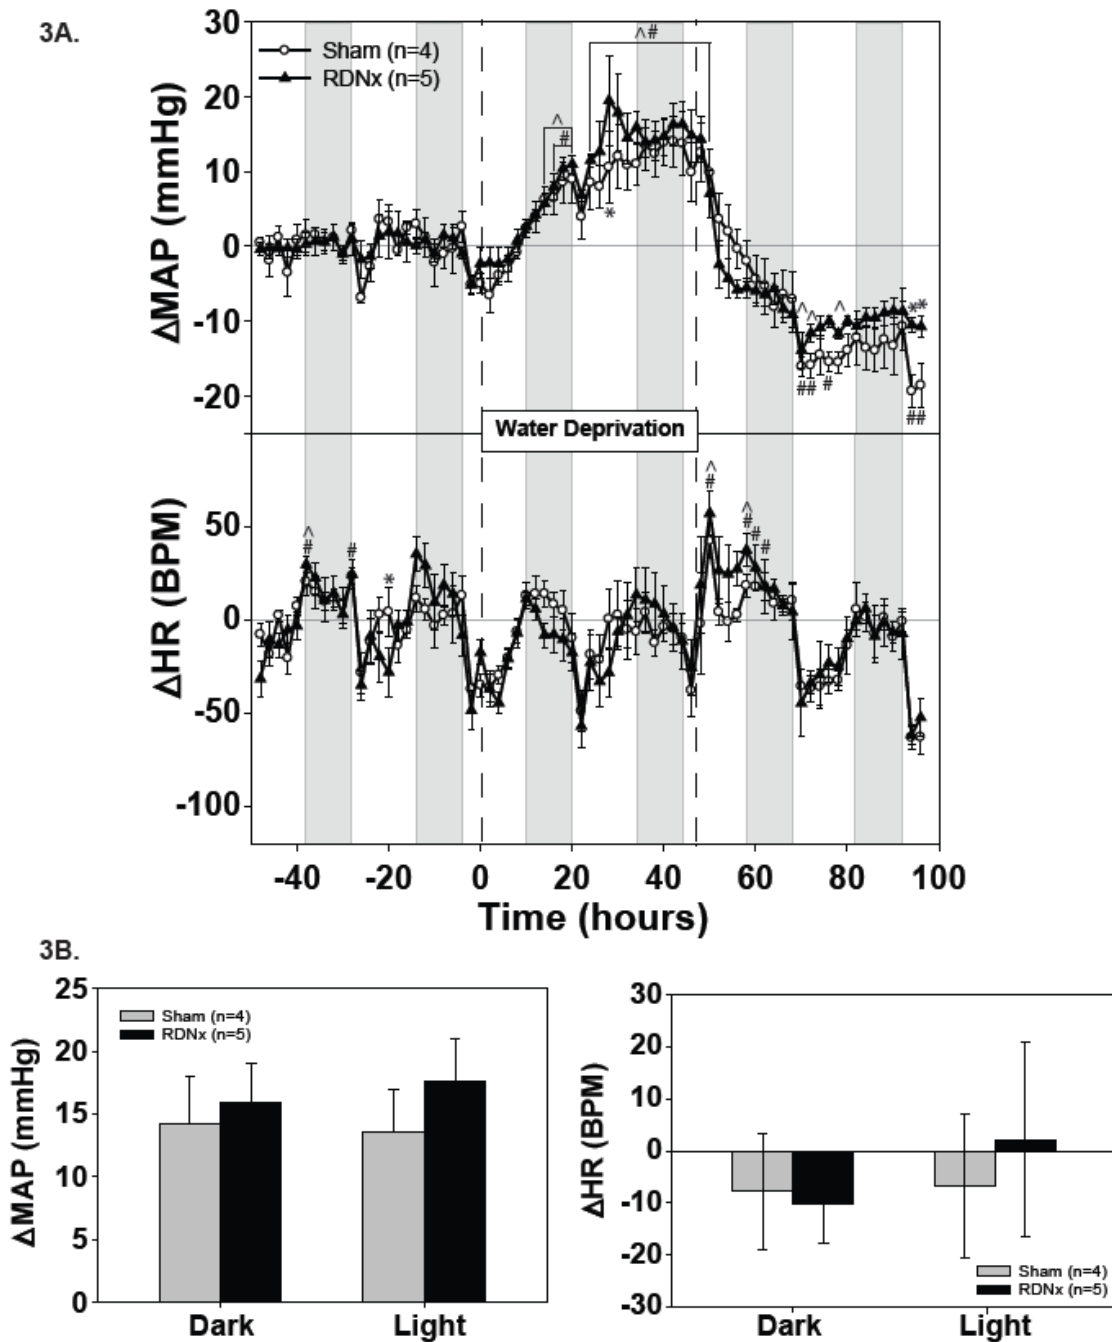 3A.
30
20
10
0
-10
-20
ΔMAP (mmHg)
Sham (n=4)
RDNx (n=5)
^
#
^#
*
^ ^ ^
**
## #
##
Water Deprivation
50
0
-50
-100
ΔHR (BPM)
^
#
#
*
^
#
^
#
#
#
-40 -20 0 20 40 60 80 100
Time (hours)
3B.
25
20
15
10
5
0
ΔMAP (mmHg)
Sham (n=4)
RDNx (n=5)
Dark Light
30
20
10
0
-10
-20
-30
ΔHR (BPM)
Sham (n=4)
RDNx (n=5)
Dark Light